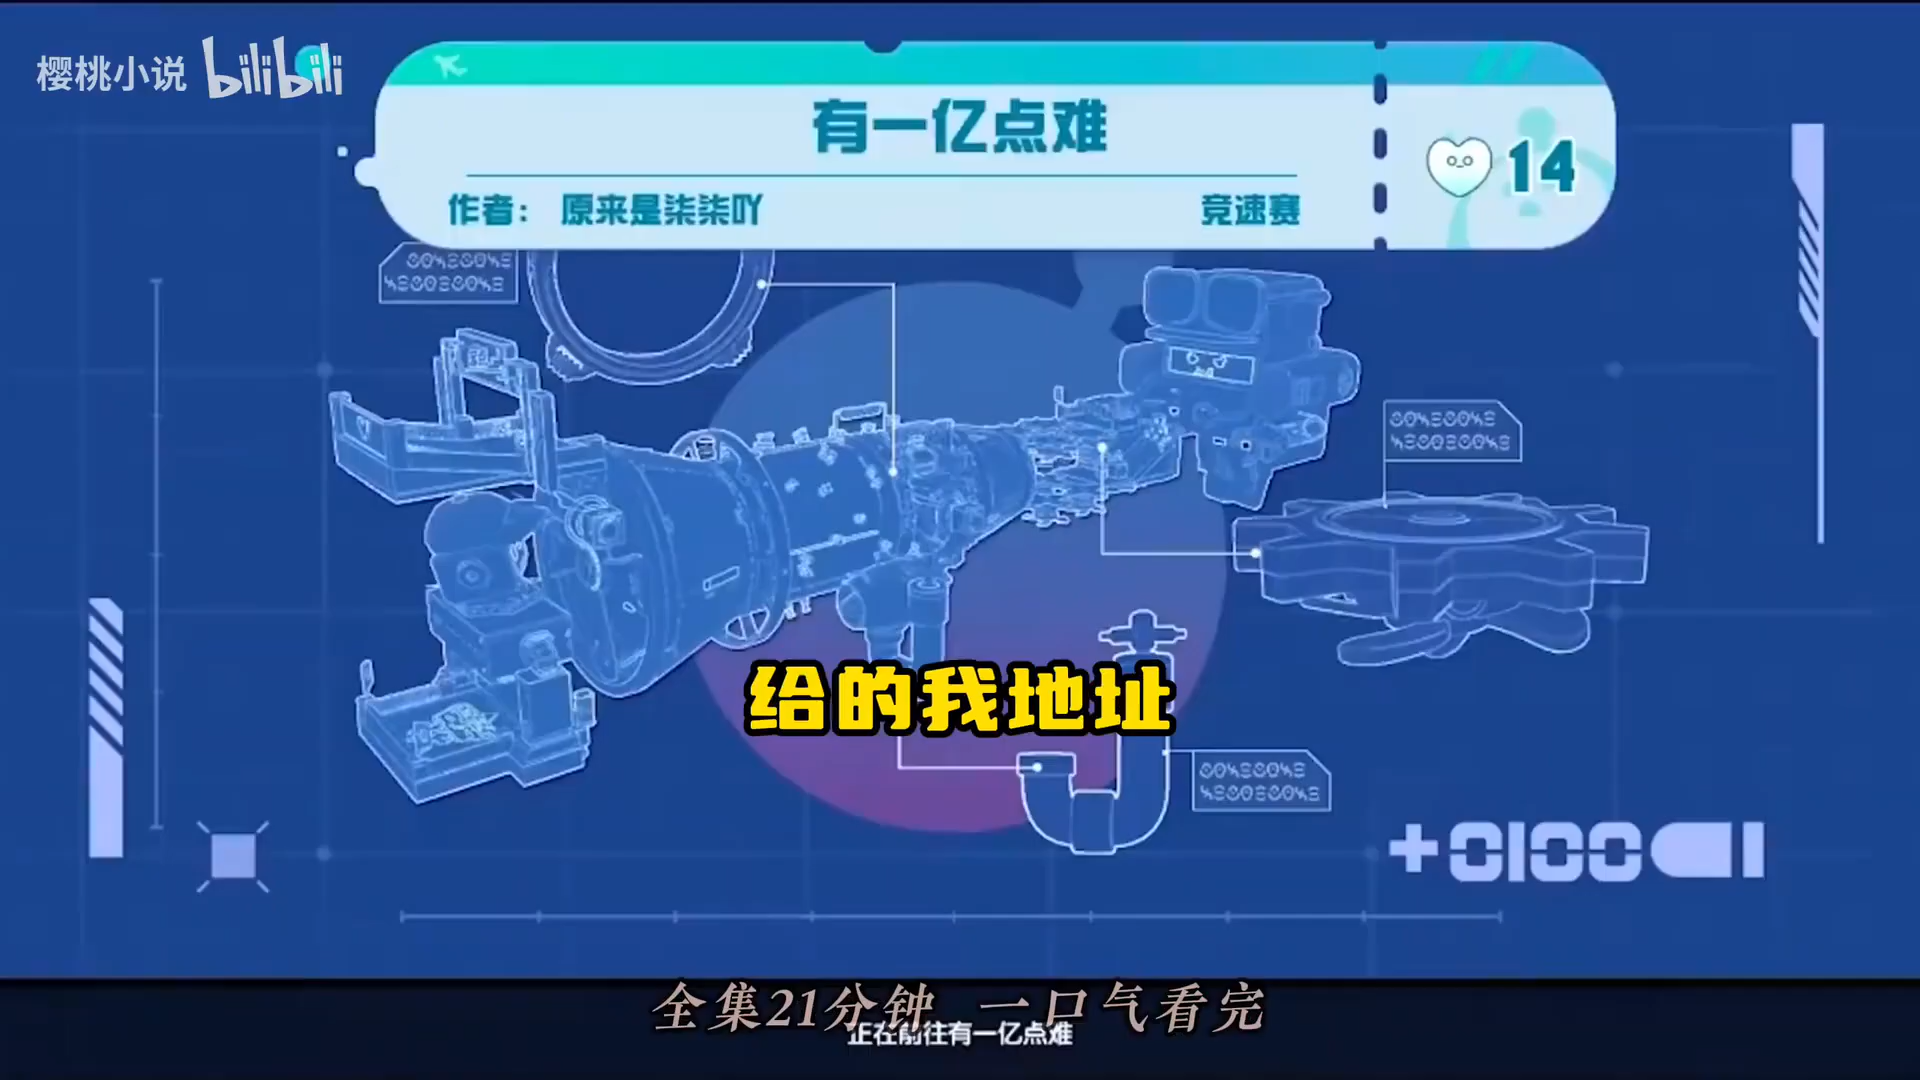 樱桃小说 bilibili
有一亿点难
作者： 原来是柒柒吖
竞速赛
14
给的我地址
+0100
全集21分钟 一口气看完
正在前往有一亿点难